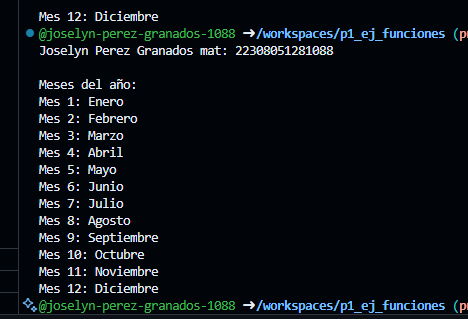 Mes 12: Diciembre
@joselyn-perez-granados-1088 ➜/workspaces/p1_ej_funciones (
Joselyn Perez Granados mat: 22308051281088
Meses del año:
Mes 1: Enero
Mes 2: Febrero
Mes 3: Marzo
Mes 4: Abril
Mes 5: Mayo
Mes 6: Junio
Mes 7: Julio
Mes 8: Agosto
Mes 9: Septiembre
Mes 10: Octubre
Mes 11: Noviembre
Mes 12: Diciembre
@joselyn-perez-granados-1088 ➜/workspaces/p1_ej_funciones (